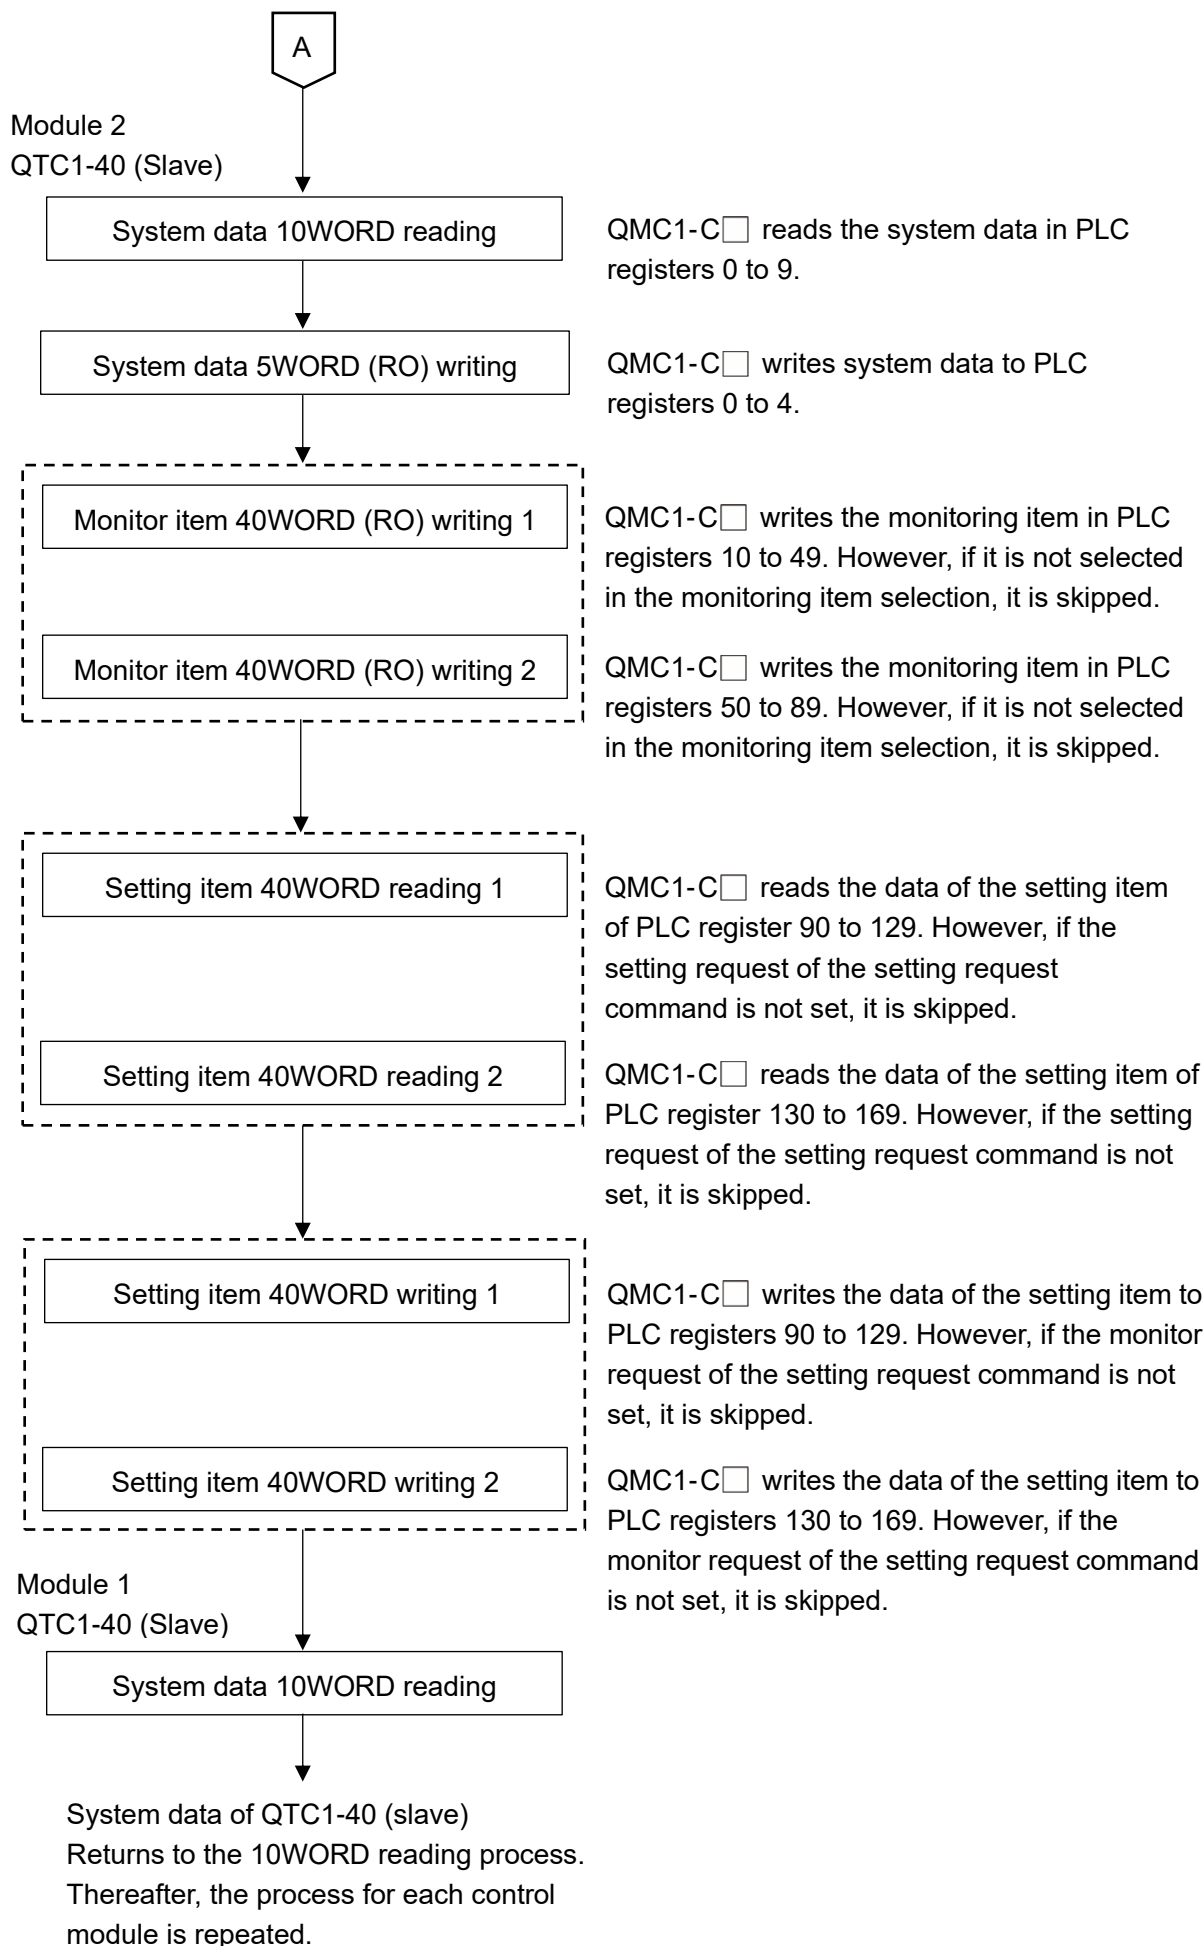 A
Module 2
QTC1-40 (Slave)
System data 10WORD reading
QMC1-C□ reads the system data in PLC
registers 0 to 9.
System data 5WORD (RO) writing
QMC1-C□ writes system data to PLC
registers 0 to 4.
Monitor item 40WORD (RO) writing 1
QMC1-C□ writes the monitoring item in PLC
registers 10 to 49. However, if it is not selected
in the monitoring item selection, it is skipped.
Monitor item 40WORD (RO) writing 2
QMC1-C□ writes the monitoring item in PLC
registers 50 to 89. However, if it is not selected
in the monitoring item selection, it is skipped.
Setting item 40WORD reading 1
QMC1-C□ reads the data of the setting item
of PLC register 90 to 129. However, if the
setting request of the setting request
command is not set, it is skipped.
Setting item 40WORD reading 2
QMC1-C□ reads the data of the setting item of
PLC register 130 to 169. However, if the setting
request of the setting request command is not
set, it is skipped.
Setting item 40WORD writing 1
QMC1-C□ writes the data of the setting item to
PLC registers 90 to 129. However, if the monitor
request of the setting request command is not
set, it is skipped.
Setting item 40WORD writing 2
QMC1-C□ writes the data of the setting item to
PLC registers 130 to 169. However, if the
monitor request of the setting request command
is not set, it is skipped.
Module 1
QTC1-40 (Slave)
System data 10WORD reading
System data of QTC1-40 (slave)
Returns to the 10WORD reading process.
Thereafter, the process for each control
module is repeated.